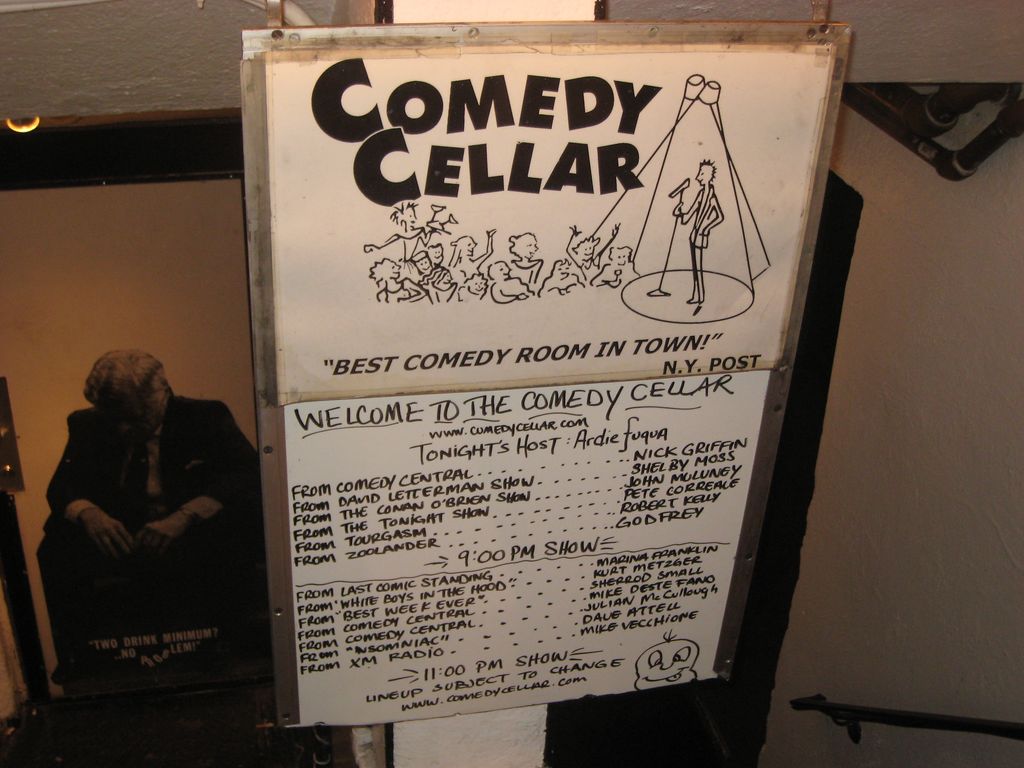 COMEDY
CELLAR
"BEST COMEDY ROOM IN TOWN!"
N.Y. POST
WELCOME TO THE COMEDY CELLAR
WWW.COMEDYCELLAR.COM
TONIGHT'S HOST: Ardie fuqua
FROM COMEDY CENTRAL.......... NICK GRIFFIN
FROM DAVID LETTERMAN SHOW.......... SHELBY MOSS
FROM THE CONAN O'BRIEN SHOW.......... JOHN MULUNEY
FROM THE TONIGHT SHOW.......... PETE CORREALE
FROM TOURGASM.......... ROBERT KELLY
FROM ZOOLANDER.......... GODFREY
9:00 PM SHOW
FROM LAST COMIC STANDING.......... MARINA FRANKLIN
FROM "WHITE BOYS IN THE HOOD".......... KURT METZGER
FROM "BEST WEEK EVER".......... SHERROD SMALL
FROM COMEDY CENTRAL.......... MIKE DESTEFANO
FROM COMEDY CENTRAL.......... JULIAN McCullough
FROM "INSOMNIAC".......... DAVE ATTELL
FROM XM RADIO.......... MIKE VECCHIONE
11:00 PM SHOW
LINEUP SUBJECT TO CHANGE
WWW.COMEDYCELLAR.COM
"TWO DRINK MINIMUM?
..NO PROBLEM!"